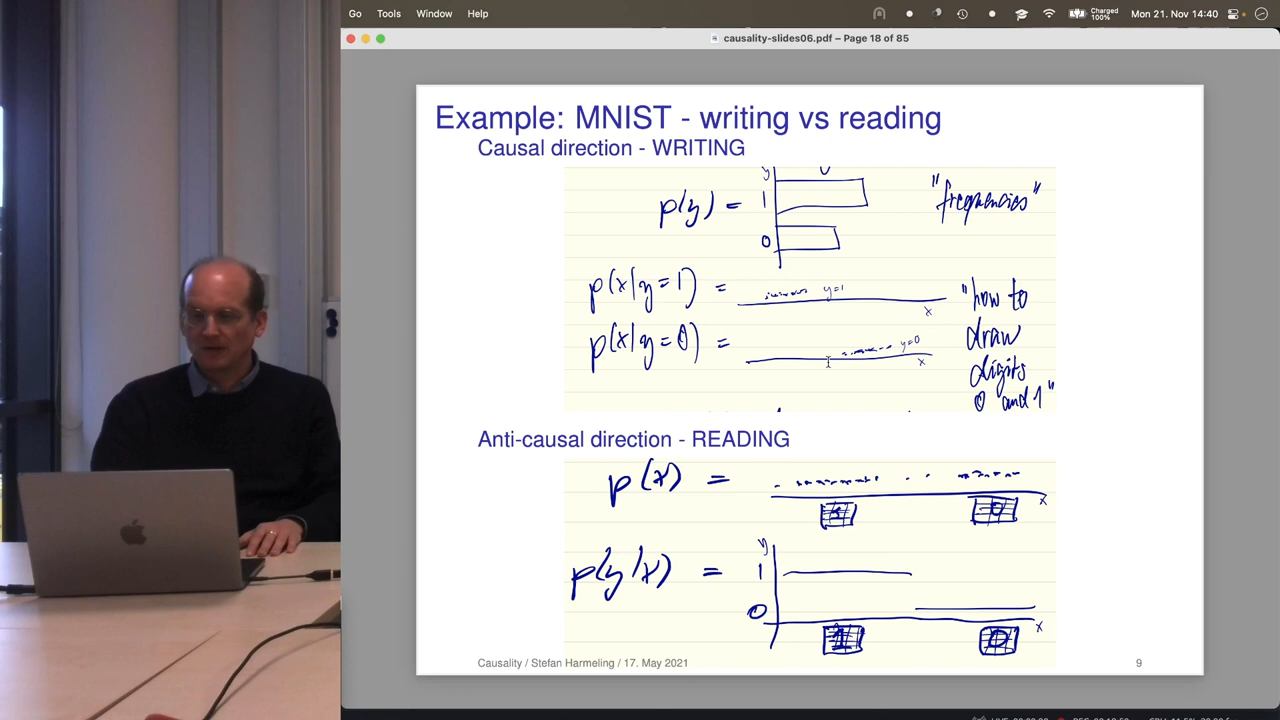 Go Tools Window Help Charged 100% Mon 21. Nov 14:40
causality-slides06.pdf – Page 18 of 85
Example: MNIST - writing vs reading
Causal direction - WRITING
y
p(y) = 1 "frequencies"
0
p(x|y=1) = y=1 "how to
x
draw
p(x|y=0) = y=0
x
digits
0 and 1"
Anti-causal direction - READING
p(x) =
x
y
p(y|x) = 1
0
x
1 0
Causality / Stefan Harmeling / 17. May 2021 9